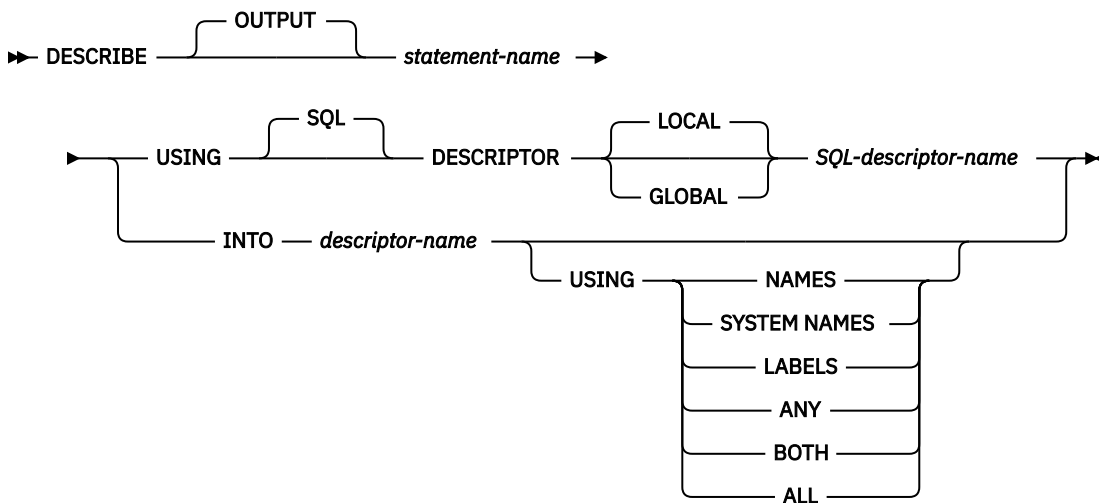 OUTPUT
DESCRIBE statement-name
SQL LOCAL
USING DESCRIPTOR SQL-descriptor-name
GLOBAL
INTO descriptor-name
USING NAMES
SYSTEM NAMES
LABELS
ANY
BOTH
ALL